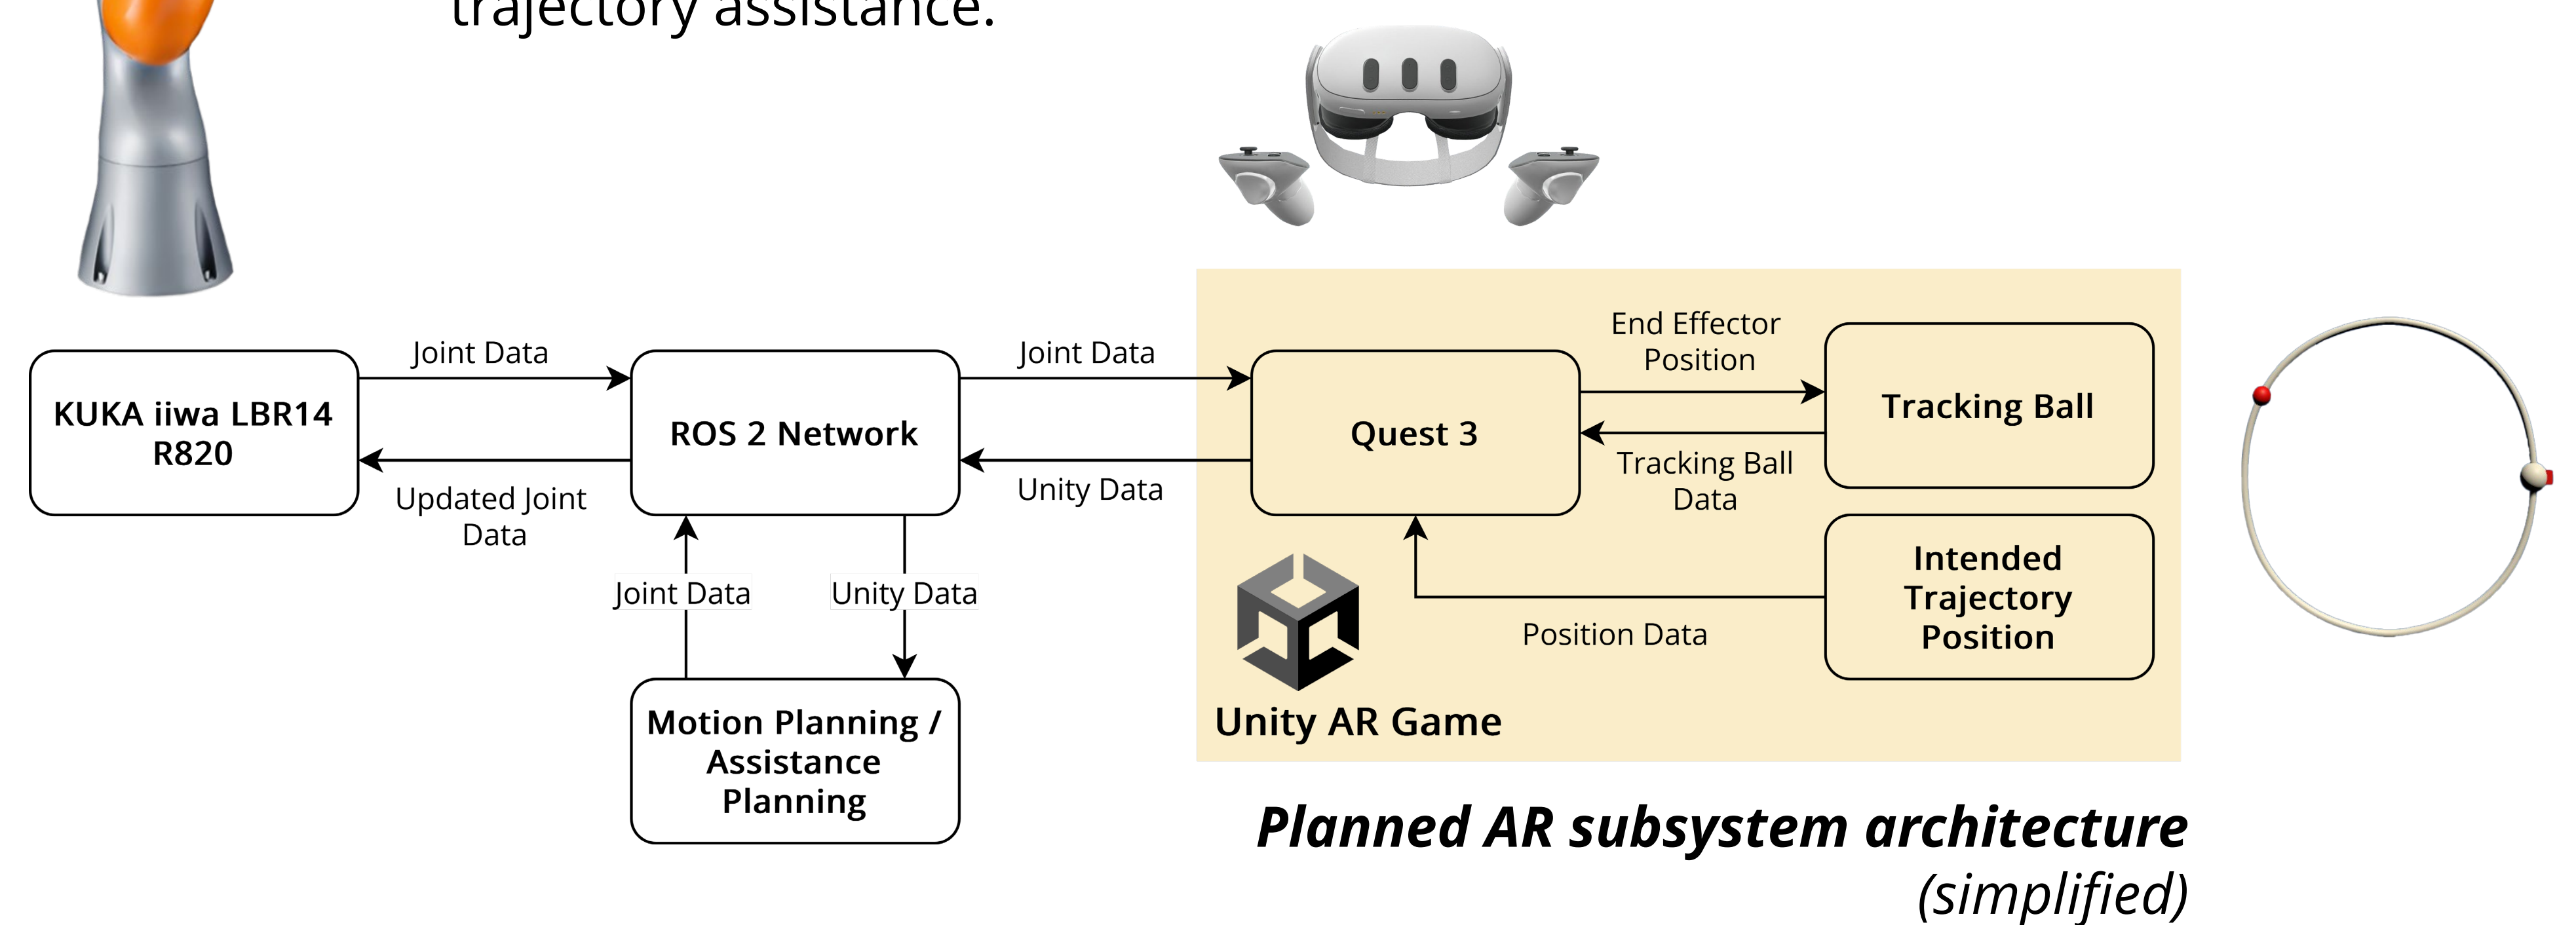 trajectory assistance.
Joint Data
KUKA iiwa LBR14
R820
Updated Joint
Data
ROS 2 Network
Joint Data
Unity Data
Joint Data
Unity Data
Motion Planning /
Assistance
Planning
Quest 3
End Effector
Position
Tracking Ball
Data
Tracking Ball
Intended
Trajectory
Position
Position Data
Unity AR Game
Planned AR subsystem architecture
(simplified)